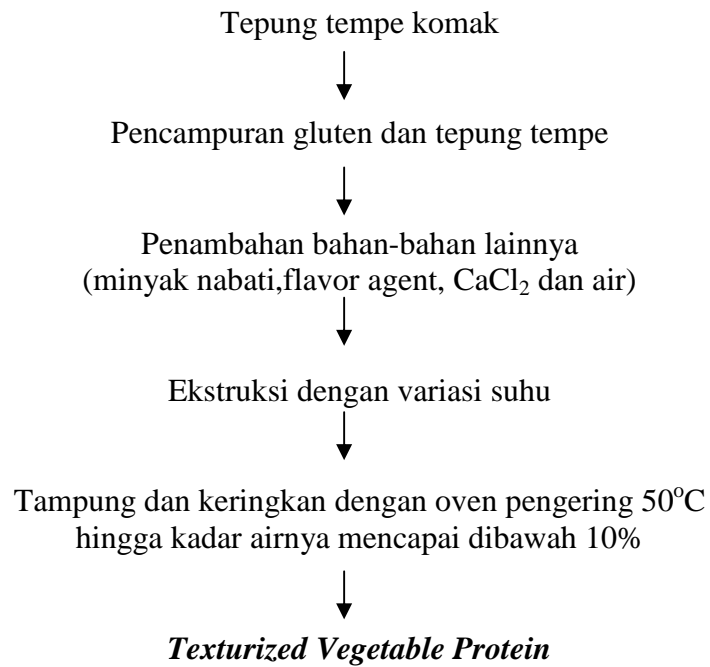 Tepung tempe komak
Pencampuran gluten dan tepung tempe
Penambahan bahan-bahan lainnya
(minyak nabati,flavor agent, CaCl₂ dan air)
Ekstruksi dengan variasi suhu
Tampung dan keringkan dengan oven pengering 50°C
hingga kadar airnya mencapai dibawah 10%
Texturized Vegetable Protein